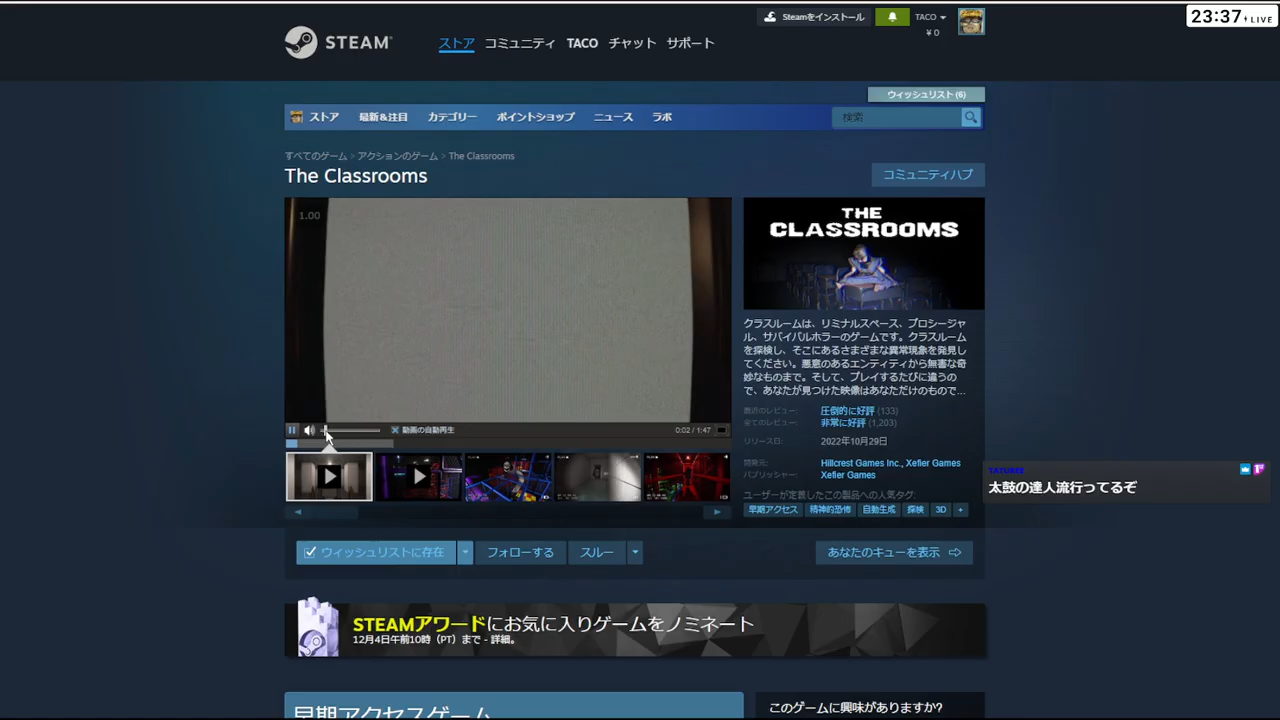 23:37 LIVE
Steamをインストール
TACO
¥ 0
STEAM
ストア コミュニティ TACO チャット サポート
ウィッシュリスト (6)
ストア 最新&注目 カテゴリー ポイントショップ ニュース ラボ
検索
すべてのゲーム > アクションのゲーム > The Classrooms
The Classrooms
コミュニティハブ
1.00
THE
CLASSROOMS
クラスルームは、リミナルスペース、プロシージャ
ル、サバイバルホラーのゲームです。クラスルーム
を探検し、そこにあるさまざまな異常現象を発見し
てください。悪意のあるエンティティから無害な奇
妙なものまで。そして、プレイするたびに違うの
で、あなたが見つけた映像はあなただけのもので…
最近のレビュー: 圧倒的に好評 (133)
全てのレビュー: 非常に好評 (1,203)
リリース日: 2022年10月29日
開発元: Hillcrest Games Inc., Xefier Games
パブリッシャー: Xefier Games
ユーザーが定義したこの製品への人気タグ:
早期アクセス 精神的恐怖 自動生成 探検 3D +
動画の自動再生
0:02 / 1:47
太鼓の達人流行ってるぞ
ウィッシュリストに存在 フォローする スルー
あなたのキューを表示
STEAMアワードにお気に入りゲームをノミネート
12月4日午前10時（PT）まで - 詳細。
早期アクセスゲーム
このゲームに興味がありますか?